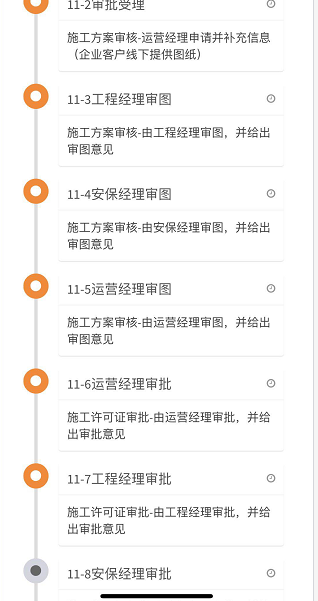 11-2审批受理
施工方案审核-运营经理申请并补充信息
（企业客户线下提供图纸）
11-3工程经理审图
施工方案审核-由工程经理审图，并给出
审图意见
11-4安保经理审图
施工方案审核-由安保经理审图，并给出
审图意见
11-5运营经理审图
施工方案审核-由运营经理审图，并给出
审图意见
11-6运营经理审批
施工许可证审批-由运营经理审批，并给
出审批意见
11-7工程经理审批
施工许可证审批-由工程经理审批，并给
出审批意见
11-8安保经理审批